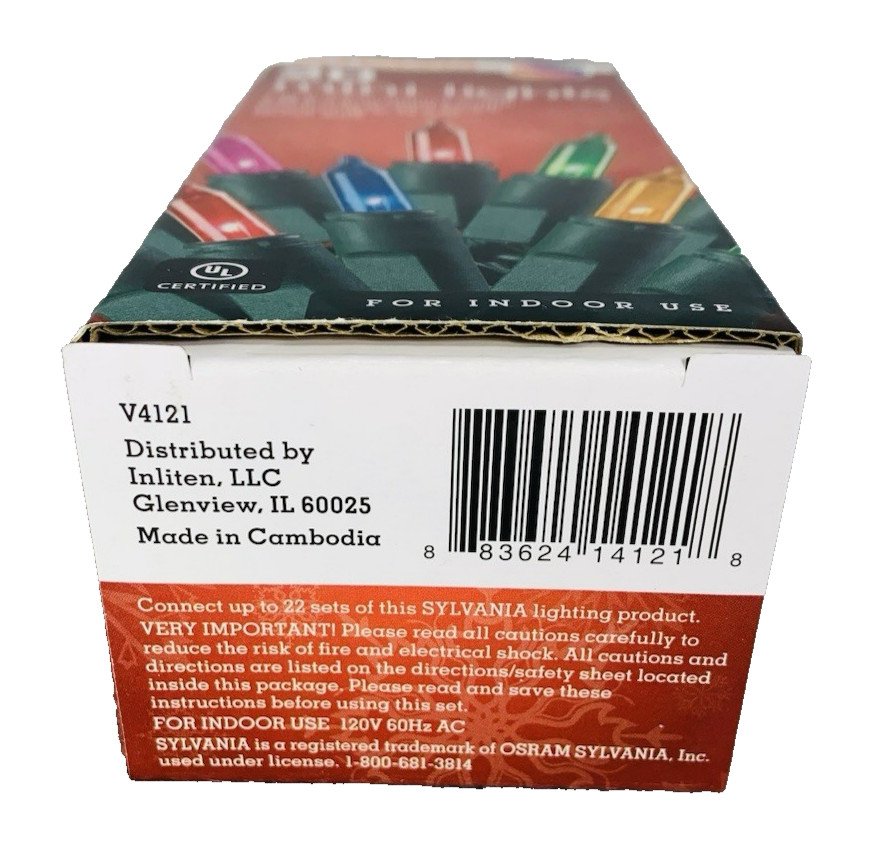 UL
CERTIFIED
FOR INDOOR USE
V4121
Distributed by
Inliten, LLC
Glenview, IL 60025
Made in Cambodia
8 83624 14121 8
Connect up to 22 sets of this SYLVANIA lighting product.
VERY IMPORTANT! Please read all cautions carefully to
reduce the risk of fire and electrical shock. All cautions and
directions are listed on the directions/safety sheet located
inside this package. Please read and save these
instructions before using this set.
FOR INDOOR USE 120V 60Hz AC
SYLVANIA is a registered trademark of OSRAM SYLVANIA, Inc.
used under license. 1-800-681-3814